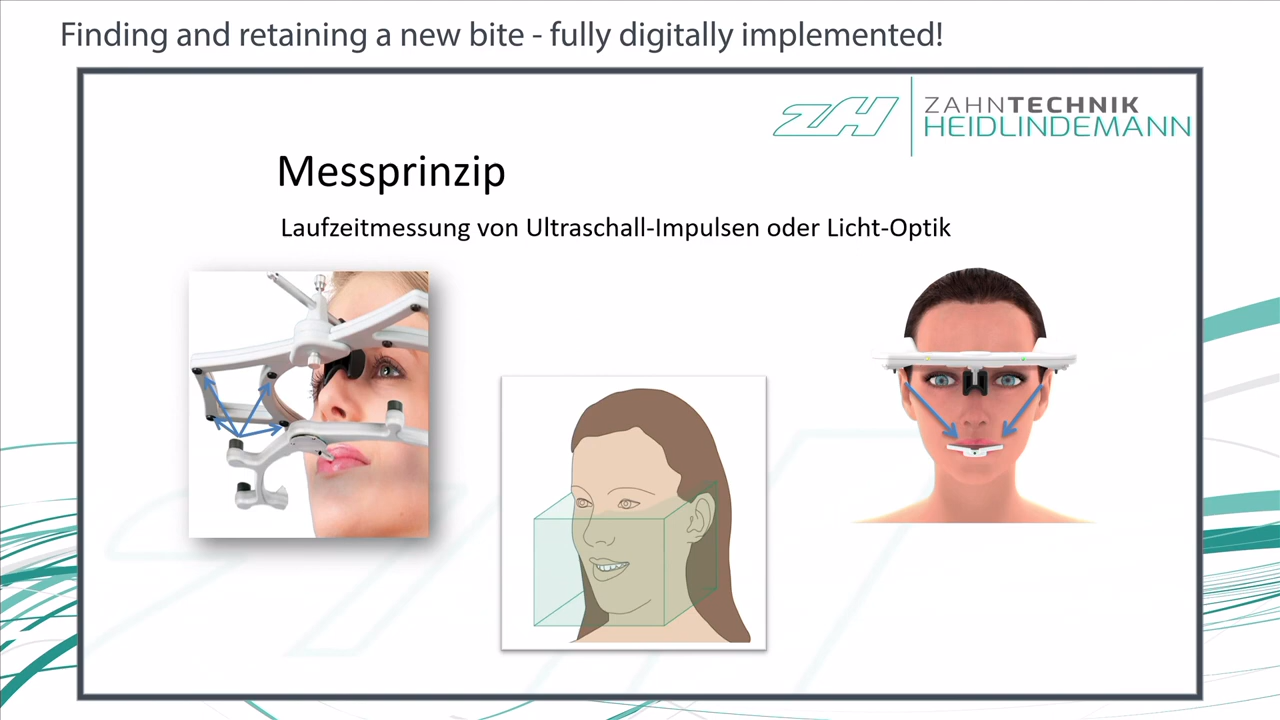 Finding and retaining a new bite - fully digitally implemented!
ZH
ZAHNTECHNIK
HEIDLINDEMANN
Messprinzip
Laufzeitmessung von Ultraschall-Impulsen oder Licht-Optik